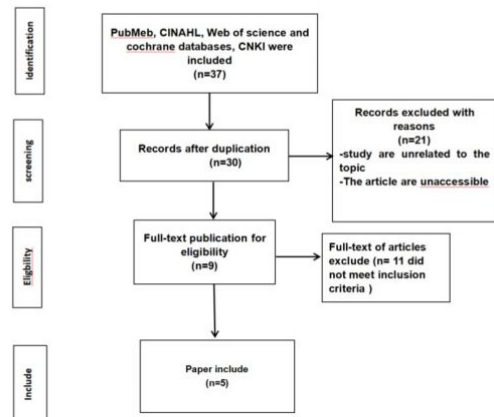 Identification
PubMeb, CINAHL, Web of science and
cochrane databases, CNKI were
included
(n=37)
screening
Records after duplication
(n=30)
Records excluded with
reasons
(n=21)
-study are unrelated to the
topic
-The article are unaccessible
Eligbility
Full-text publication for
eligibility
(n=9)
Full-text of articles
exclude (n= 11 did
not meet inclusion
criteria )
Include
Paper include
(n=5)